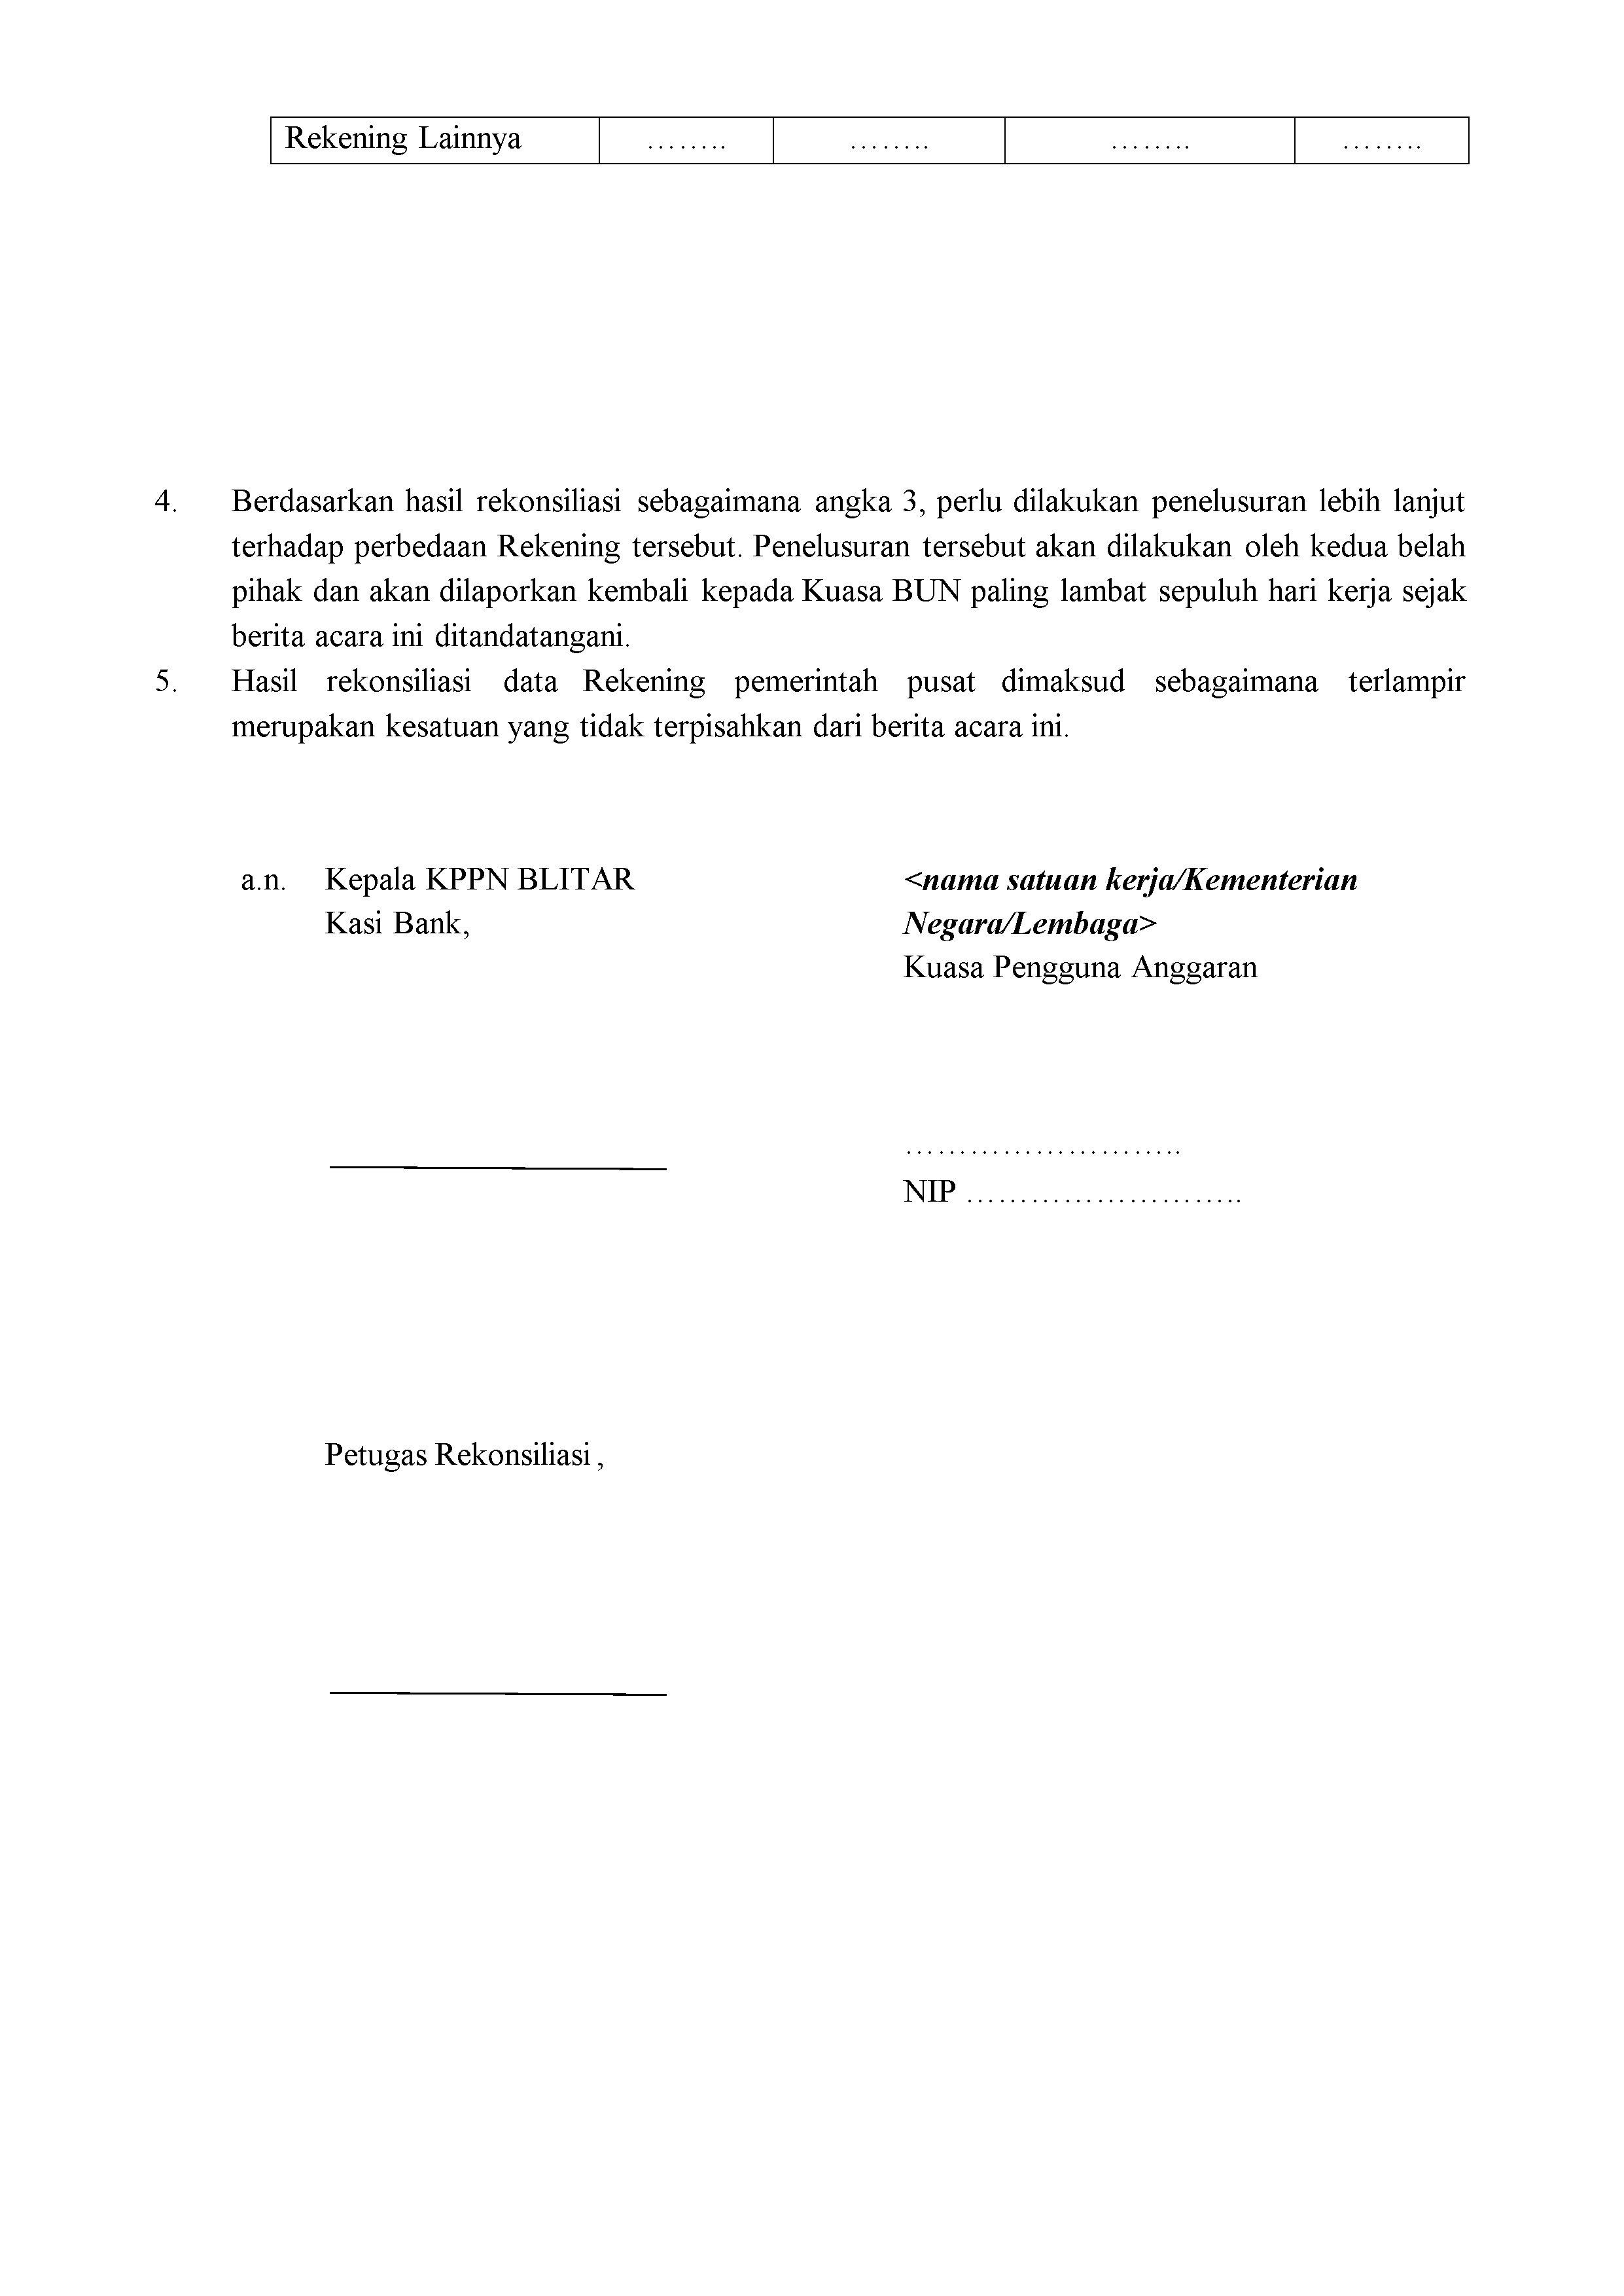 Rekening Lainnya ........ ........ ........ ........
4. Berdasarkan hasil rekonsiliasi sebagaimana angka 3, perlu dilakukan penelusuran lebih lanjut
terhadap perbedaan Rekening tersebut. Penelusuran tersebut akan dilakukan oleh kedua belah
pihak dan akan dilaporkan kembali kepada Kuasa BUN paling lambat sepuluh hari kerja sejak
berita acara ini ditandatangani.
5. Hasil rekonsiliasi data Rekening pemerintah pusat dimaksud sebagaimana terlampir
merupakan kesatuan yang tidak terpisahkan dari berita acara ini.
a.n. Kepala KPPN BLITAR
Kasi Bank,
<nama satuan kerja/Kementerian
Negara/Lembaga>
Kuasa Pengguna Anggaran
..........................
NIP ..........................
Petugas Rekonsiliasi ,